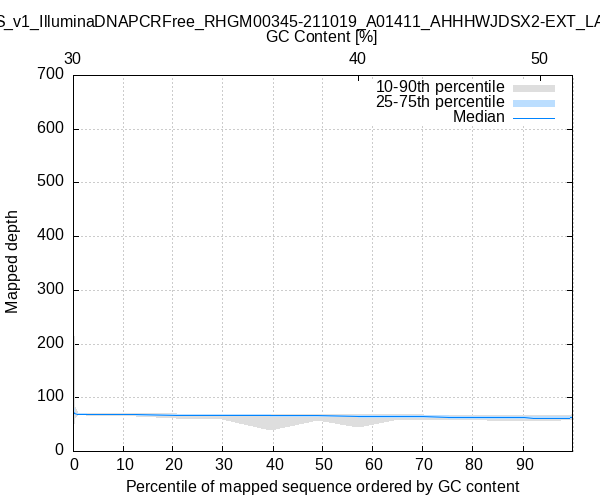 S_v1_IlluminaDNAPCRFree_RHGM00345-211019_A01411_AHHHWJDSX2-EXT_LA
GC Content [%]
30 40 50
700
600
500
400
300
200
100
0
10-90th percentile
25-75th percentile
Median
Mapped depth
0 10 20 30 40 50 60 70 80 90
Percentile of mapped sequence ordered by GC content